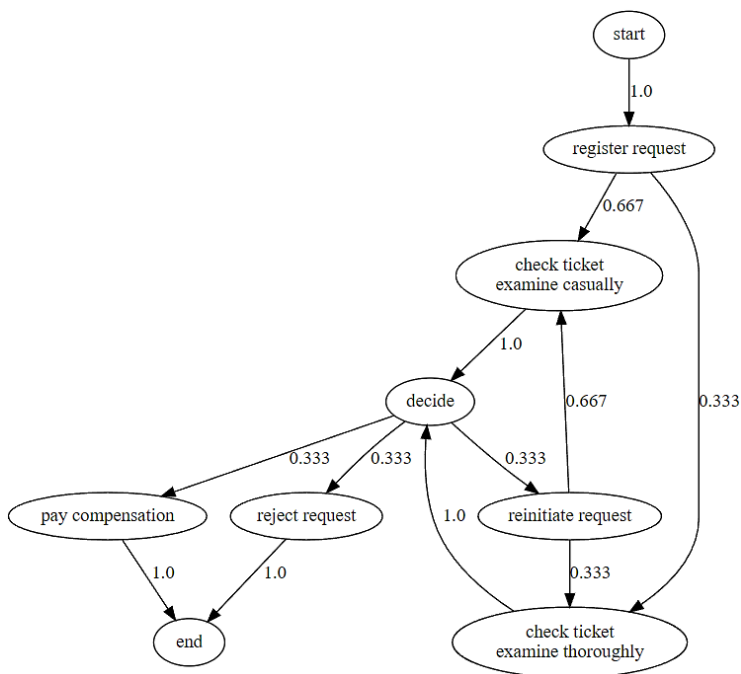 start
1.0
register request
0.667
check ticket
examine casually
1.0
decide
0.667
0.333
0.333
0.333
0.333
pay compensation
reject request
1.0
reinitiate request
1.0
1.0
0.333
end
check ticket
examine thoroughly